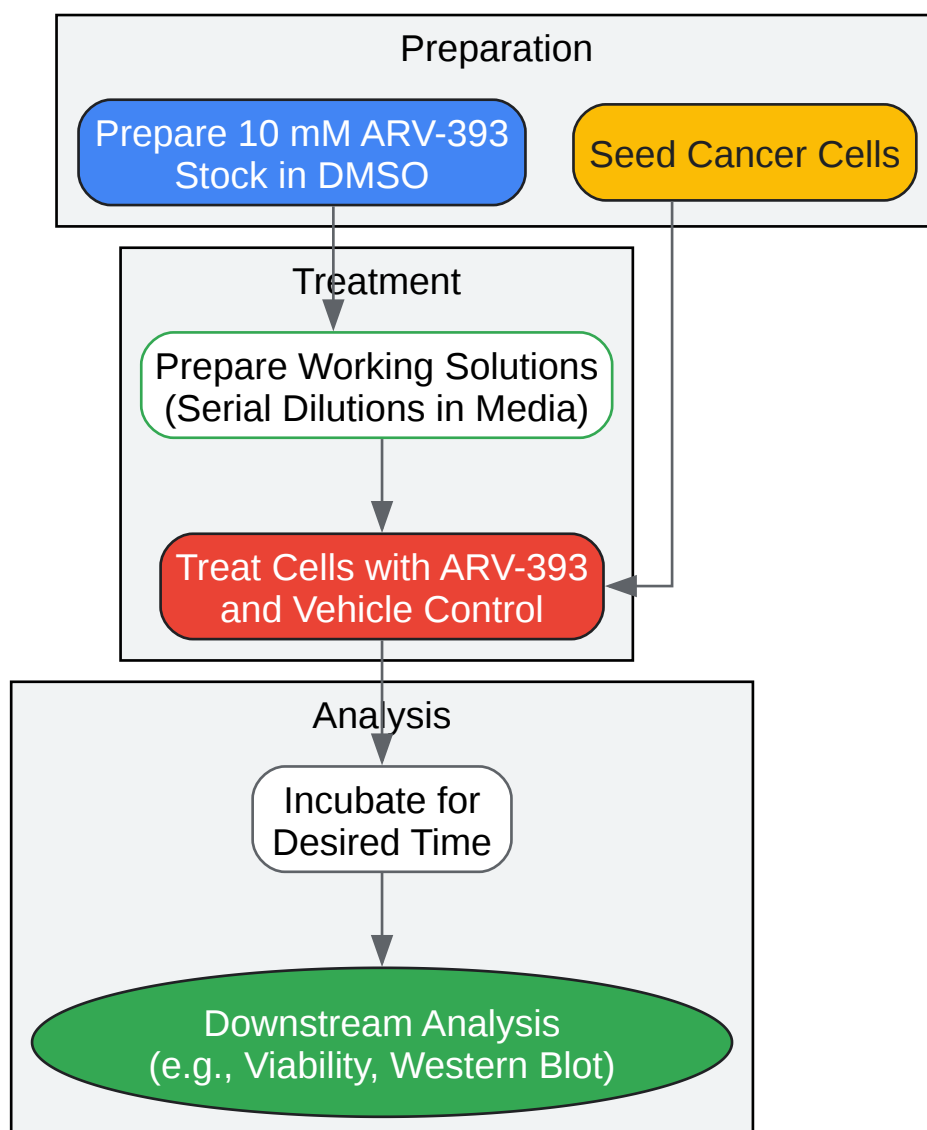 Preparation
Prepare 10 mM ARV-393
Stock in DMSO
Seed Cancer Cells
Treatment
Prepare Working Solutions
(Serial Dilutions in Media)
Treat Cells with ARV-393
and Vehicle Control
Analysis
Incubate for
Desired Time
Downstream Analysis
(e.g., Viability, Western Blot)